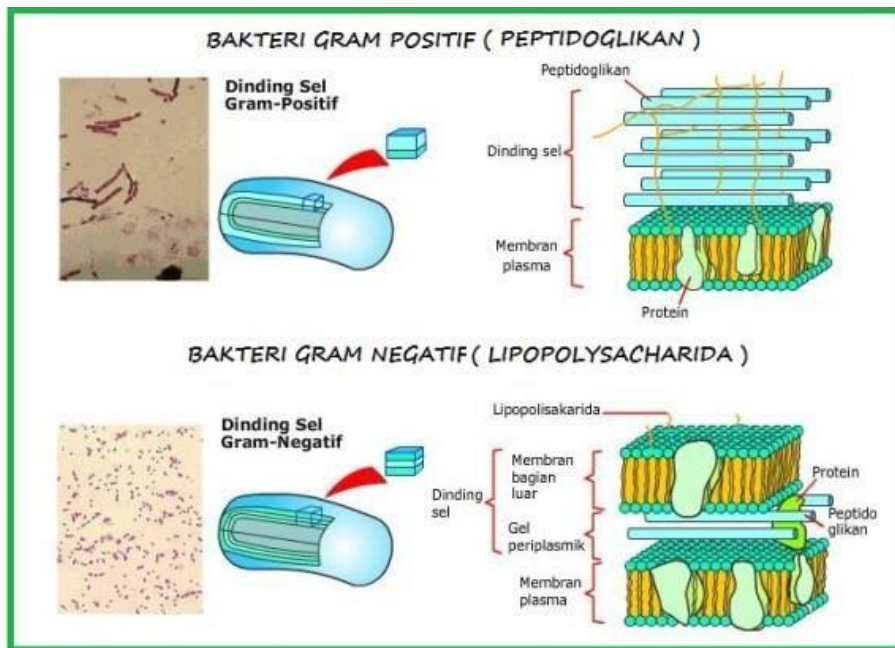 BAKTERI GRAM POSITIF ( PEPTIDOGLIKAN )
Dinding Sel
Gram-Positif
Peptidoglikan
Dinding sel
Membran
plasma
Protein
BAKTERI GRAM NEGATIF ( LIPOPOLYSACHARIDA )
Dinding Sel
Gram-Negatif
Lipopolisakarida
Dinding
sel
Membran
bagian
luar
Gel
periplasmik
Membran
plasma
Protein
Peptido
glikan